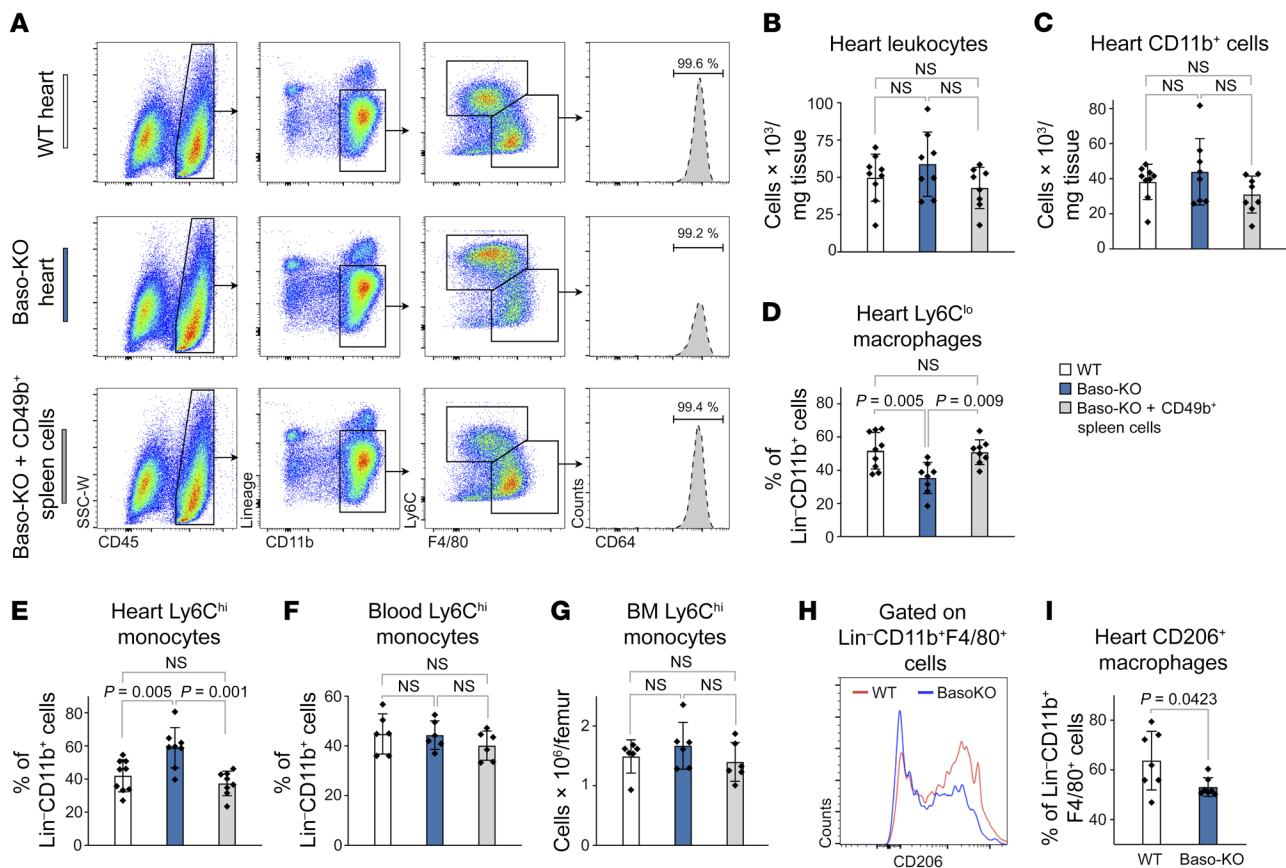 A
WT heart
Baso-KO
heart
Baso-KO + CD49b⁺
spleen cells
99.6 %
99.2 %
99.4 %
SSC-W
CD45
Lineage
CD11b
Ly6C
F4/80
Counts
CD64
B
Heart leukocytes
NS
NS
NS
Cells × 10³/
mg tissue
100
75
50
25
0
C
Heart CD11b⁺ cells
NS
NS
NS
Cells × 10³/
mg tissue
80
60
40
20
0
D
Heart Ly6Cˡᵒ
macrophages
NS
P = 0.005
P = 0.009
% of
Lin⁻CD11b⁺ cells
80
60
40
20
0
WT
Baso-KO
Baso-KO + CD49b⁺
spleen cells
E
Heart Ly6Cʰⁱ
monocytes
NS
P = 0.005
P = 0.001
% of
Lin⁻CD11b⁺ cells
80
60
40
20
0
F
Blood Ly6Cʰⁱ
monocytes
NS
NS
NS
% of
Lin⁻CD11b⁺ cells
60
40
20
0
G
BM Ly6Cʰⁱ
monocytes
NS
NS
NS
Cells × 10⁶/femur
2
1
0
H
Gated on
Lin⁻CD11b⁺F4/80⁺
cells
WT
BasoKO
Counts
CD206
I
Heart CD206⁺
macrophages
P = 0.0423
% of Lin⁻CD11b⁺
F4/80⁺ cells
80
60
40
WT
Baso-KO